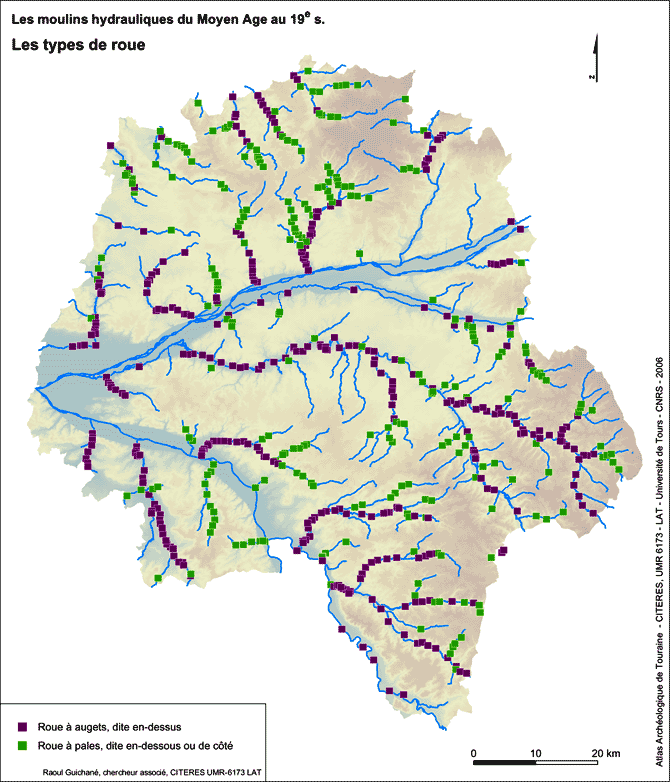 Les moulins hydrauliques du Moyen Age au 19e s.
Les types de roue
z
Atlas Archéologique de Touraine - CITERES, UMR 6173 - LAT - Université de Tours - CNRS - 2006
Roue à augets, dite en-dessus
Roue à pales, dite en-dessous ou de côté
Raoul Guichané, chercheur associé, CITERES UMR-6173 LAT
0 10 20 km